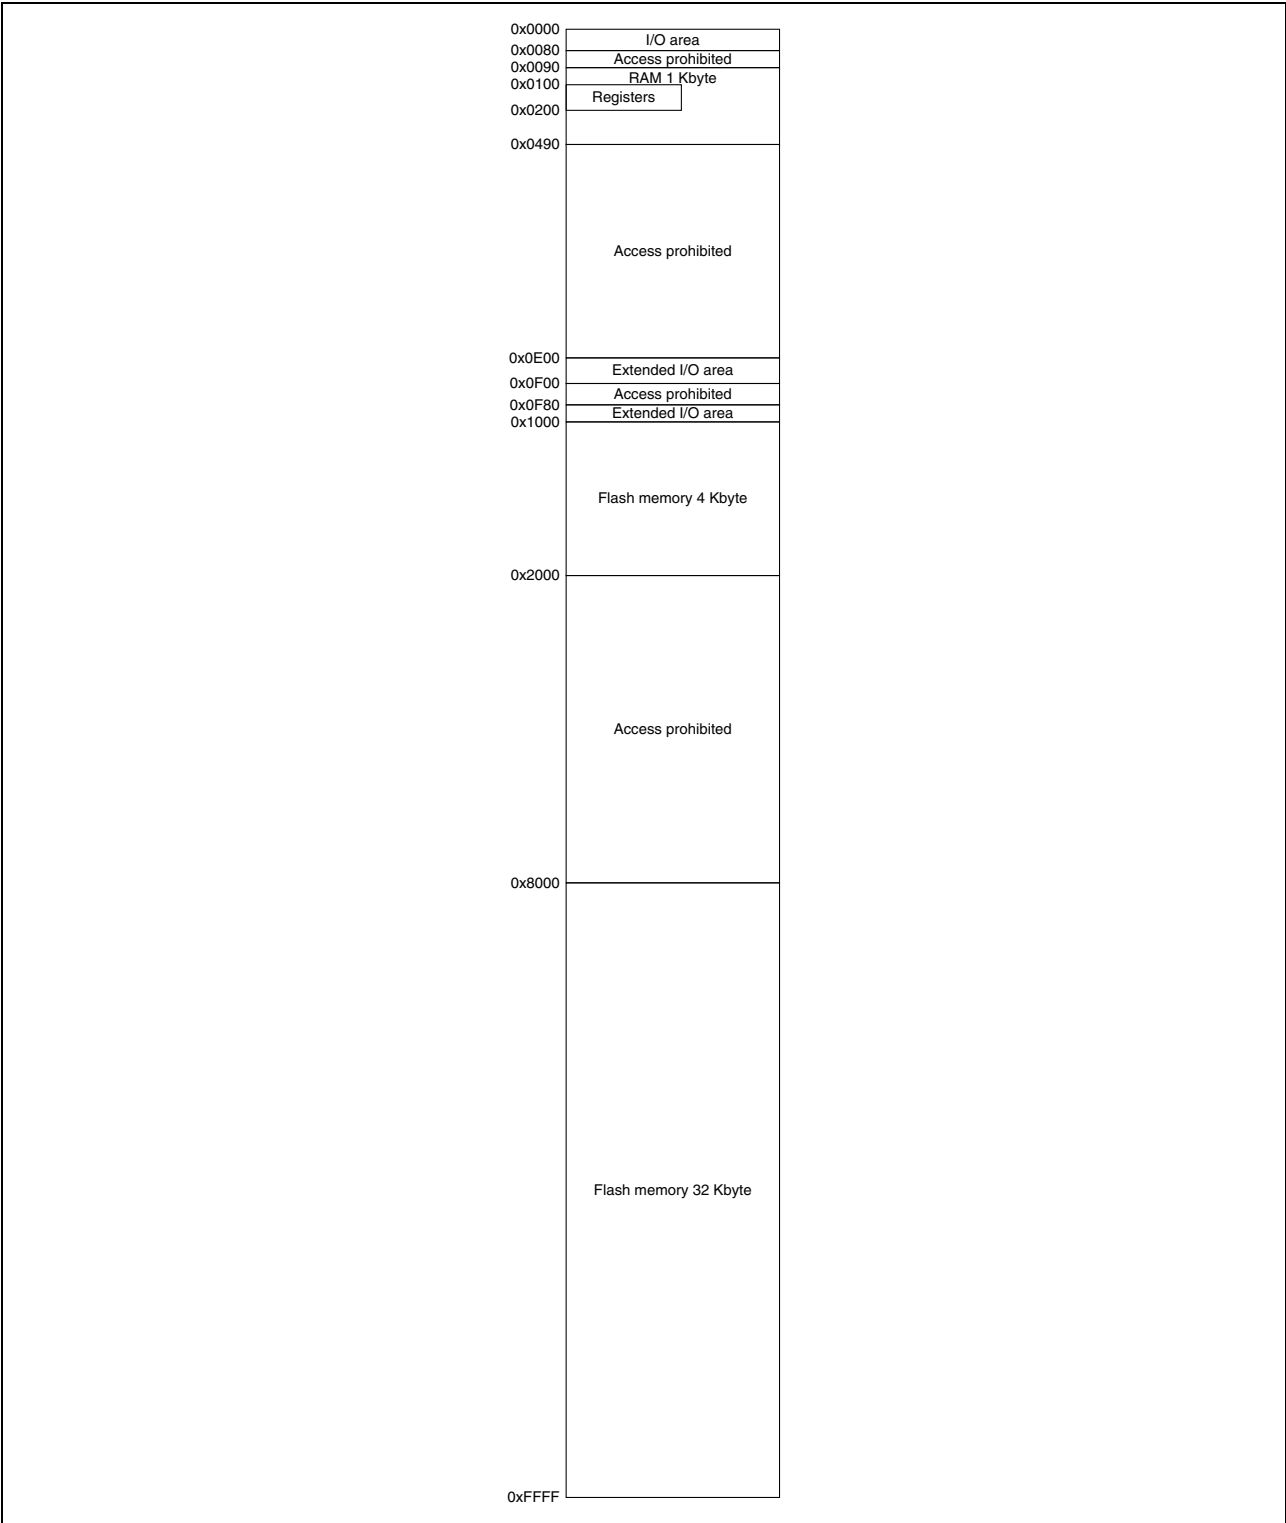 0x0000
I/O area
0x0080
Access prohibited
0x0090
RAM 1 Kbyte
0x0100
Registers
0x0200
0x0490
Access prohibited
0x0E00
Extended I/O area
0x0F00
Access prohibited
0x0F80
Extended I/O area
0x1000
Flash memory 4 Kbyte
0x2000
Access prohibited
0x8000
Flash memory 32 Kbyte
0xFFFF